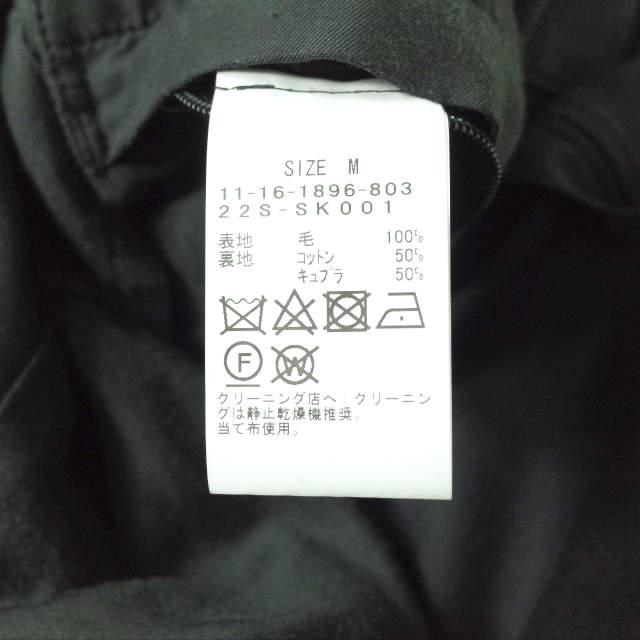 SIZE M
11-16-1896-803
22S-SK001
表地 毛 100%
裏地 コットン 50%
キュプラ 50%
F W
クリーニング店へ：クリーニン
グは静止乾燥機推奨。
当て布使用。